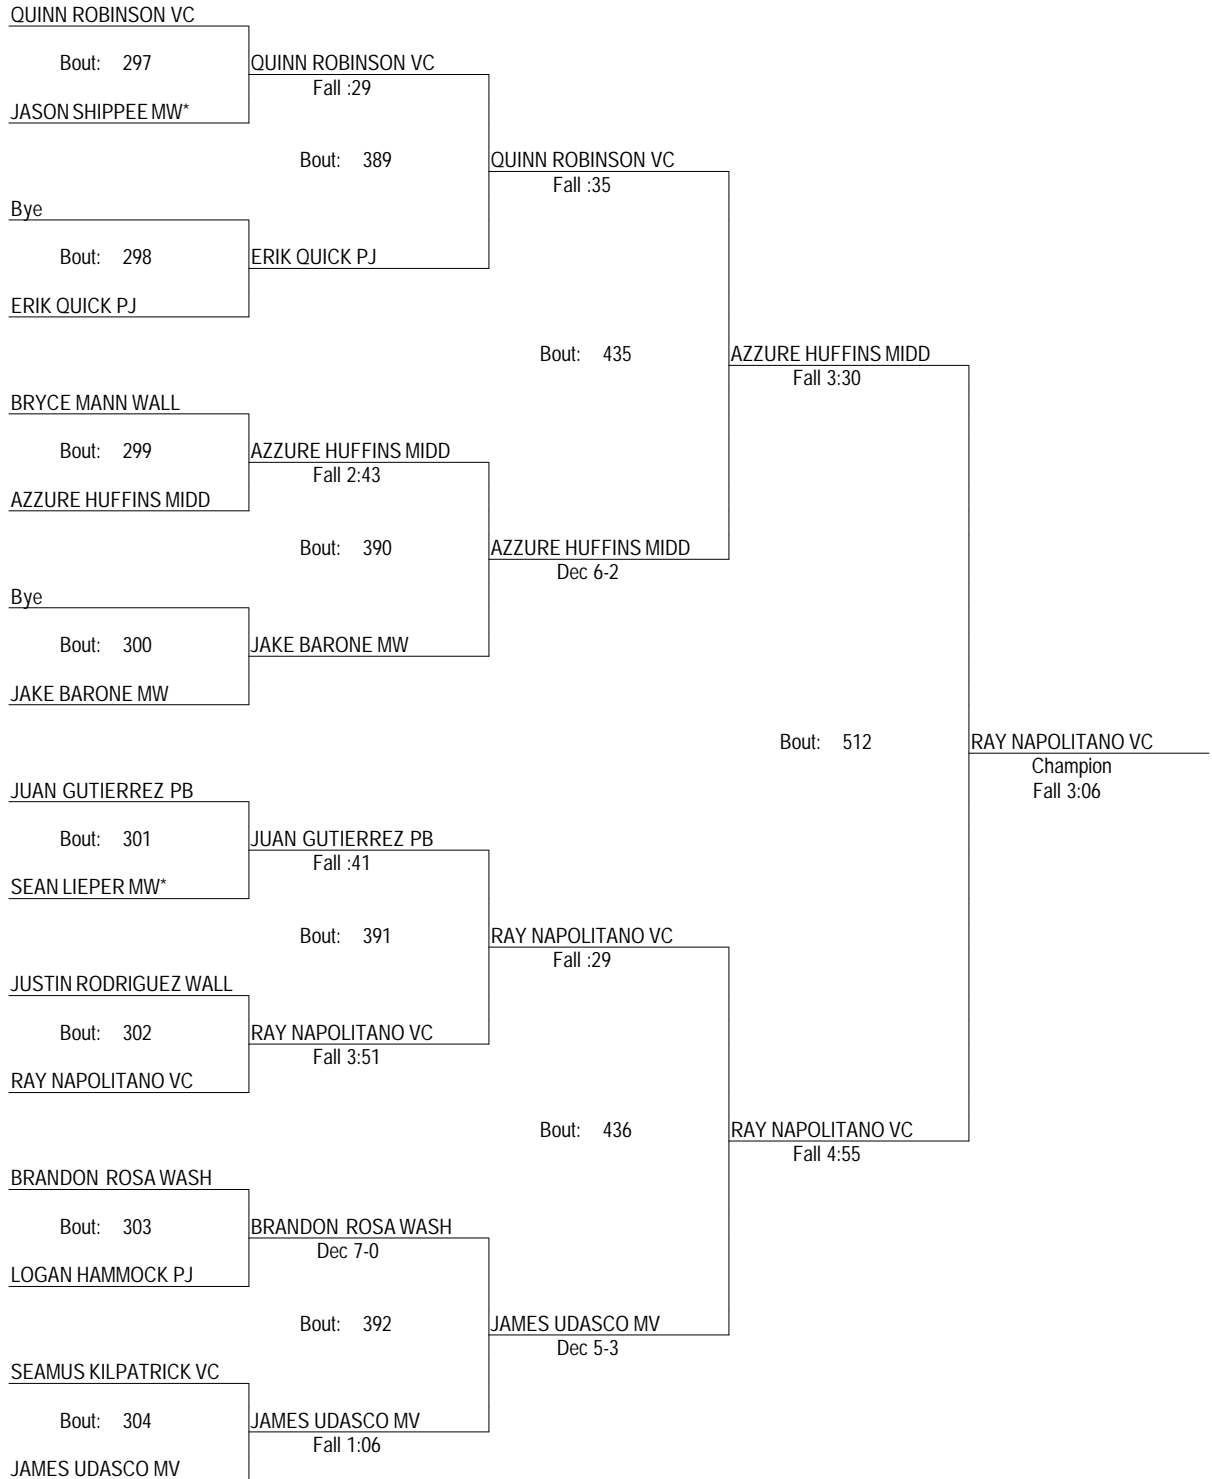 QUINN ROBINSON VC
Bout: 297
QUINN ROBINSON VC
Fall :29
JASON SHIPPEE MW*
Bout: 389
QUINN ROBINSON VC
Fall :35
Bye
Bout: 298
ERIK QUICK PJ
ERIK QUICK PJ
Bout: 435
AZZURE HUFFINS MIDD
Fall 3:30
BRYCE MANN WALL
Bout: 299
AZZURE HUFFINS MIDD
Fall 2:43
AZZURE HUFFINS MIDD
Bout: 390
AZZURE HUFFINS MIDD
Dec 6-2
Bye
Bout: 300
JAKE BARONE MW
JAKE BARONE MW
Bout: 512
RAY NAPOLITANO VC
Champion
Fall 3:06
JUAN GUTIERREZ PB
Bout: 301
JUAN GUTIERREZ PB
Fall :41
SEAN LIEPER MW*
Bout: 391
RAY NAPOLITANO VC
Fall :29
JUSTIN RODRIGUEZ WALL
Bout: 302
RAY NAPOLITANO VC
Fall 3:51
RAY NAPOLITANO VC
Bout: 436
RAY NAPOLITANO VC
Fall 4:55
BRANDON ROSA WASH
Bout: 303
BRANDON ROSA WASH
Dec 7-0
LOGAN HAMMOCK PJ
Bout: 392
JAMES UDASCO MV
Dec 5-3
SEAMUS KILPATRICK VC
Bout: 304
JAMES UDASCO MV
Fall 1:06
JAMES UDASCO MV